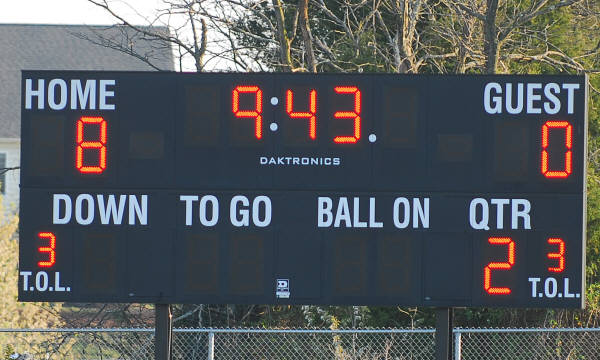 HOME 9:43. GUEST
8 0
DAKTRONICS
DOWN TO GO BALL ON QTR
3 2 3
T.O.L. T.O.L.